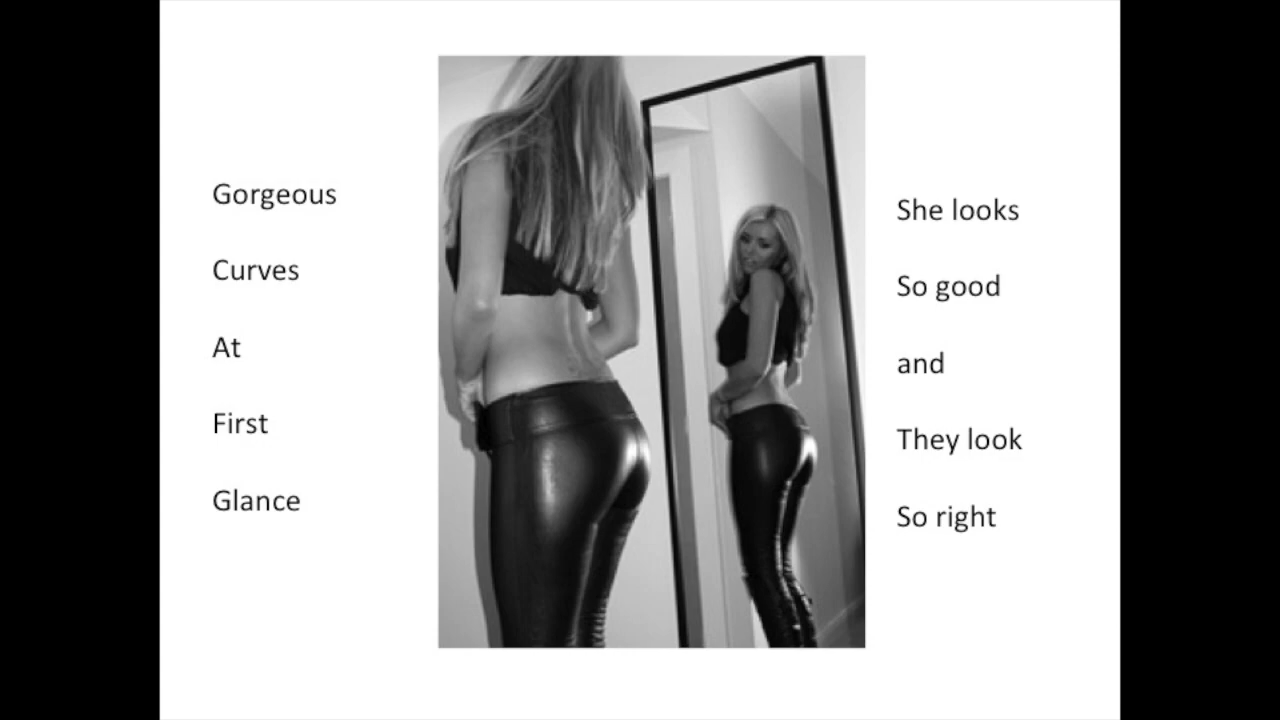 Gorgeous
Curves
At
First
Glance
She looks
So good
and
They look
So right